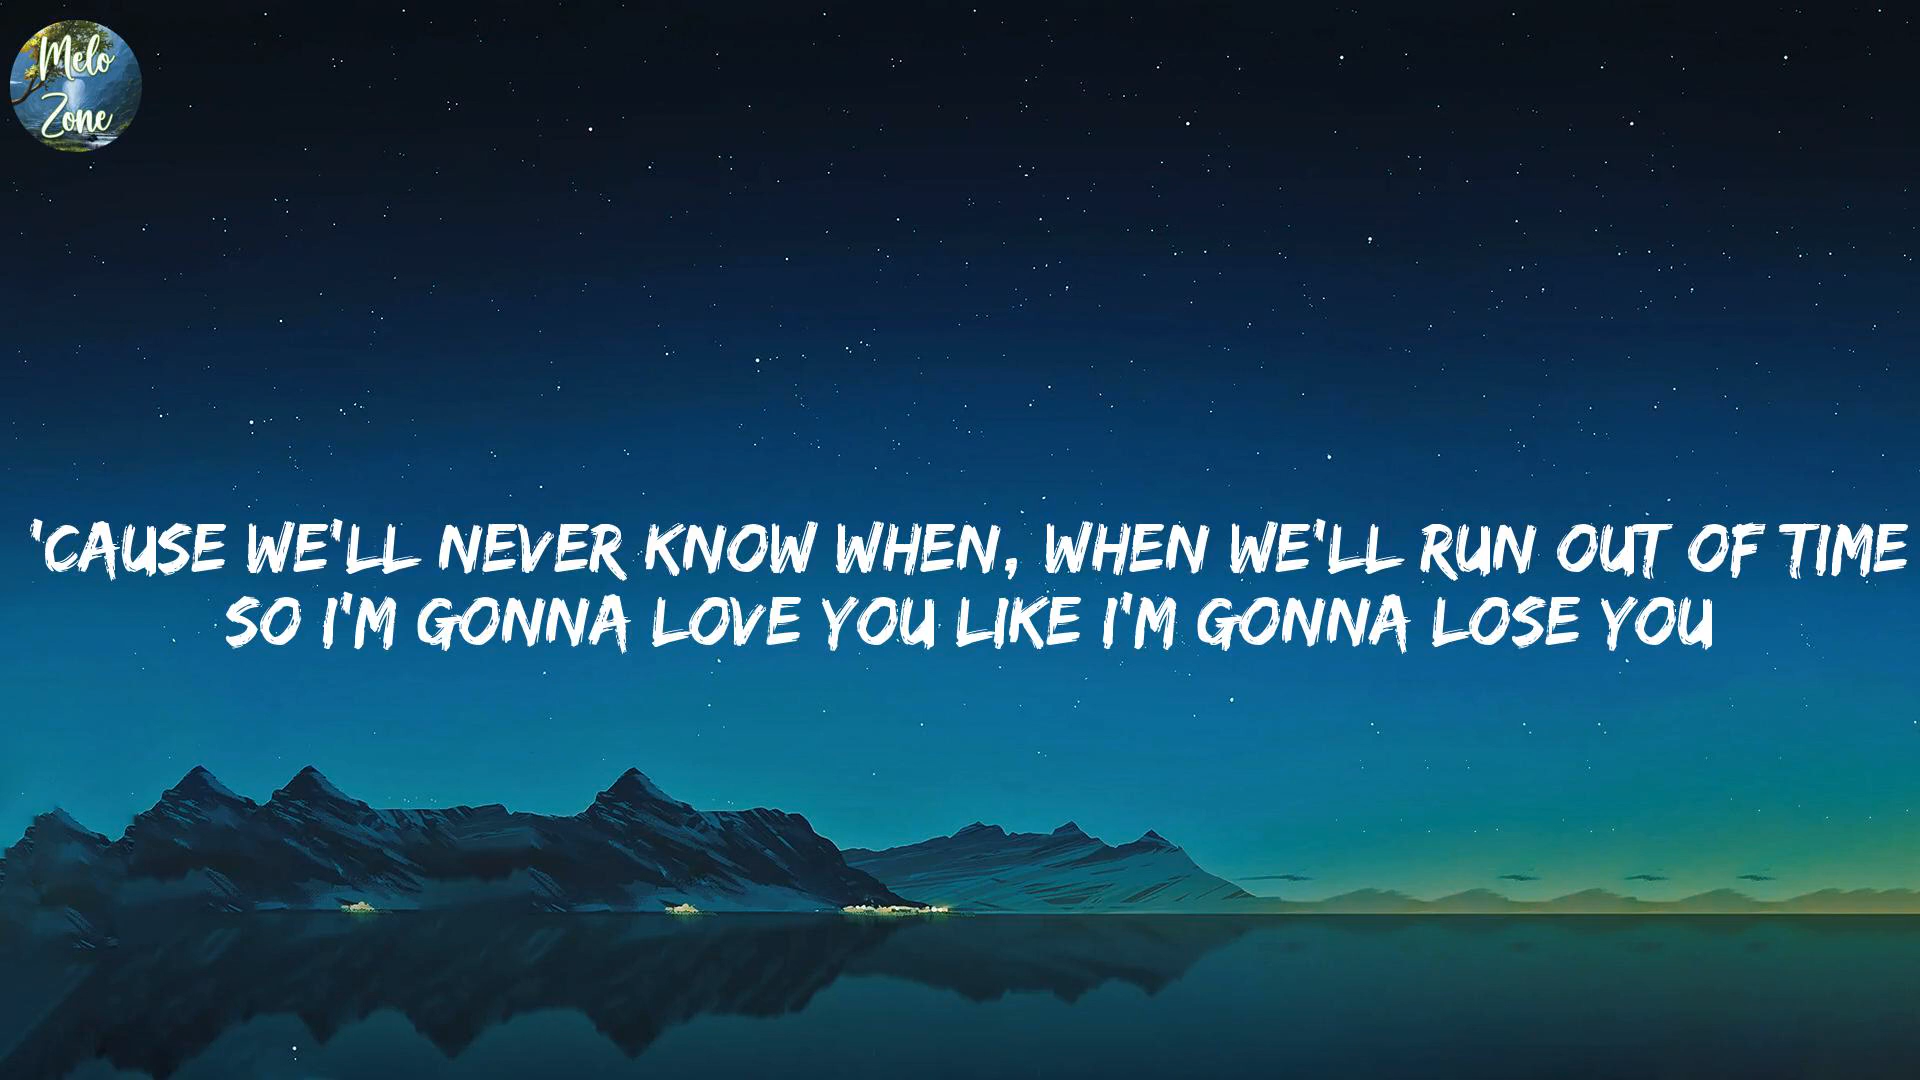 Melo
Zone
'CAUSE WE'LL NEVER KNOW WHEN, WHEN WE'LL RUN OUT OF TIME
SO I'M GONNA LOVE YOU LIKE I'M GONNA LOSE YOU